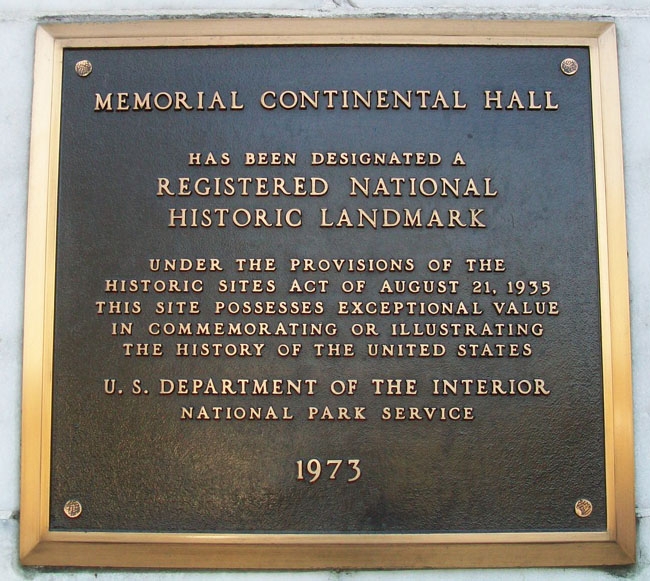 MEMORIAL CONTINENTAL HALL
HAS BEEN DESIGNATED A
REGISTERED NATIONAL
HISTORIC LANDMARK
UNDER THE PROVISIONS OF THE
HISTORIC SITES ACT OF AUGUST 21, 1935
THIS SITE POSSESSES EXCEPTIONAL VALUE
IN COMMEMORATING OR ILLUSTRATING
THE HISTORY OF THE UNITED STATES
U. S. DEPARTMENT OF THE INTERIOR
NATIONAL PARK SERVICE
1973